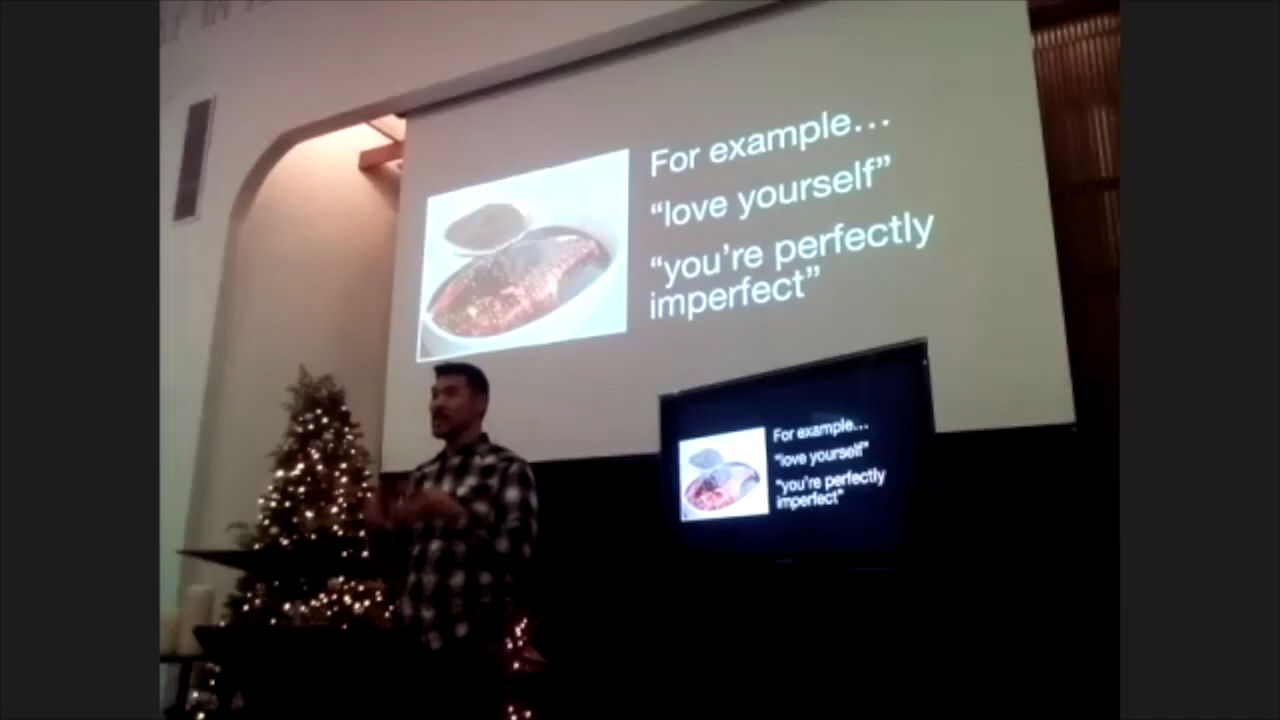 For example...
“love yourself”
“you’re perfectly
imperfect”
For example...
“love yourself”
“you’re perfectly
imperfect”